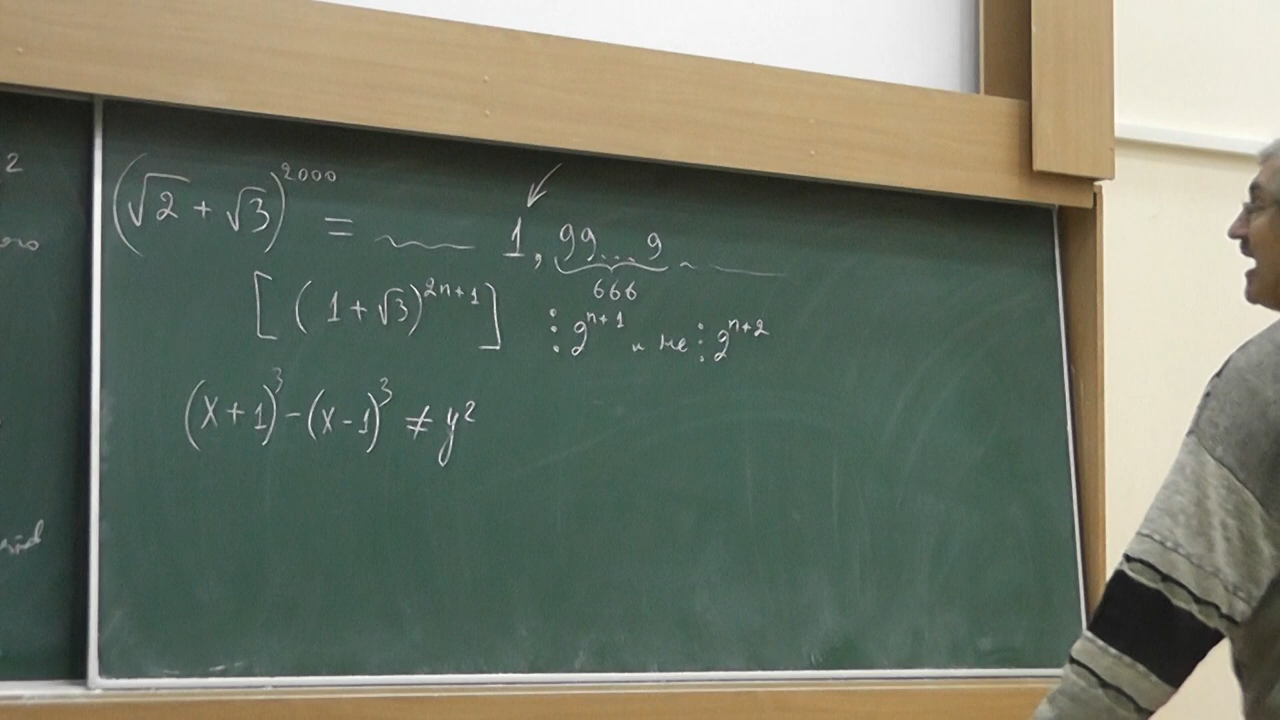 2
(√2 + √3)^2000 = 1, 99...9
666
[ (1 + √3)^2n+1 ] ⋮ 2^n+1 и не ⋮ 2^n+2
(x+1)^3 - (x-1)^3 ≠ y^2